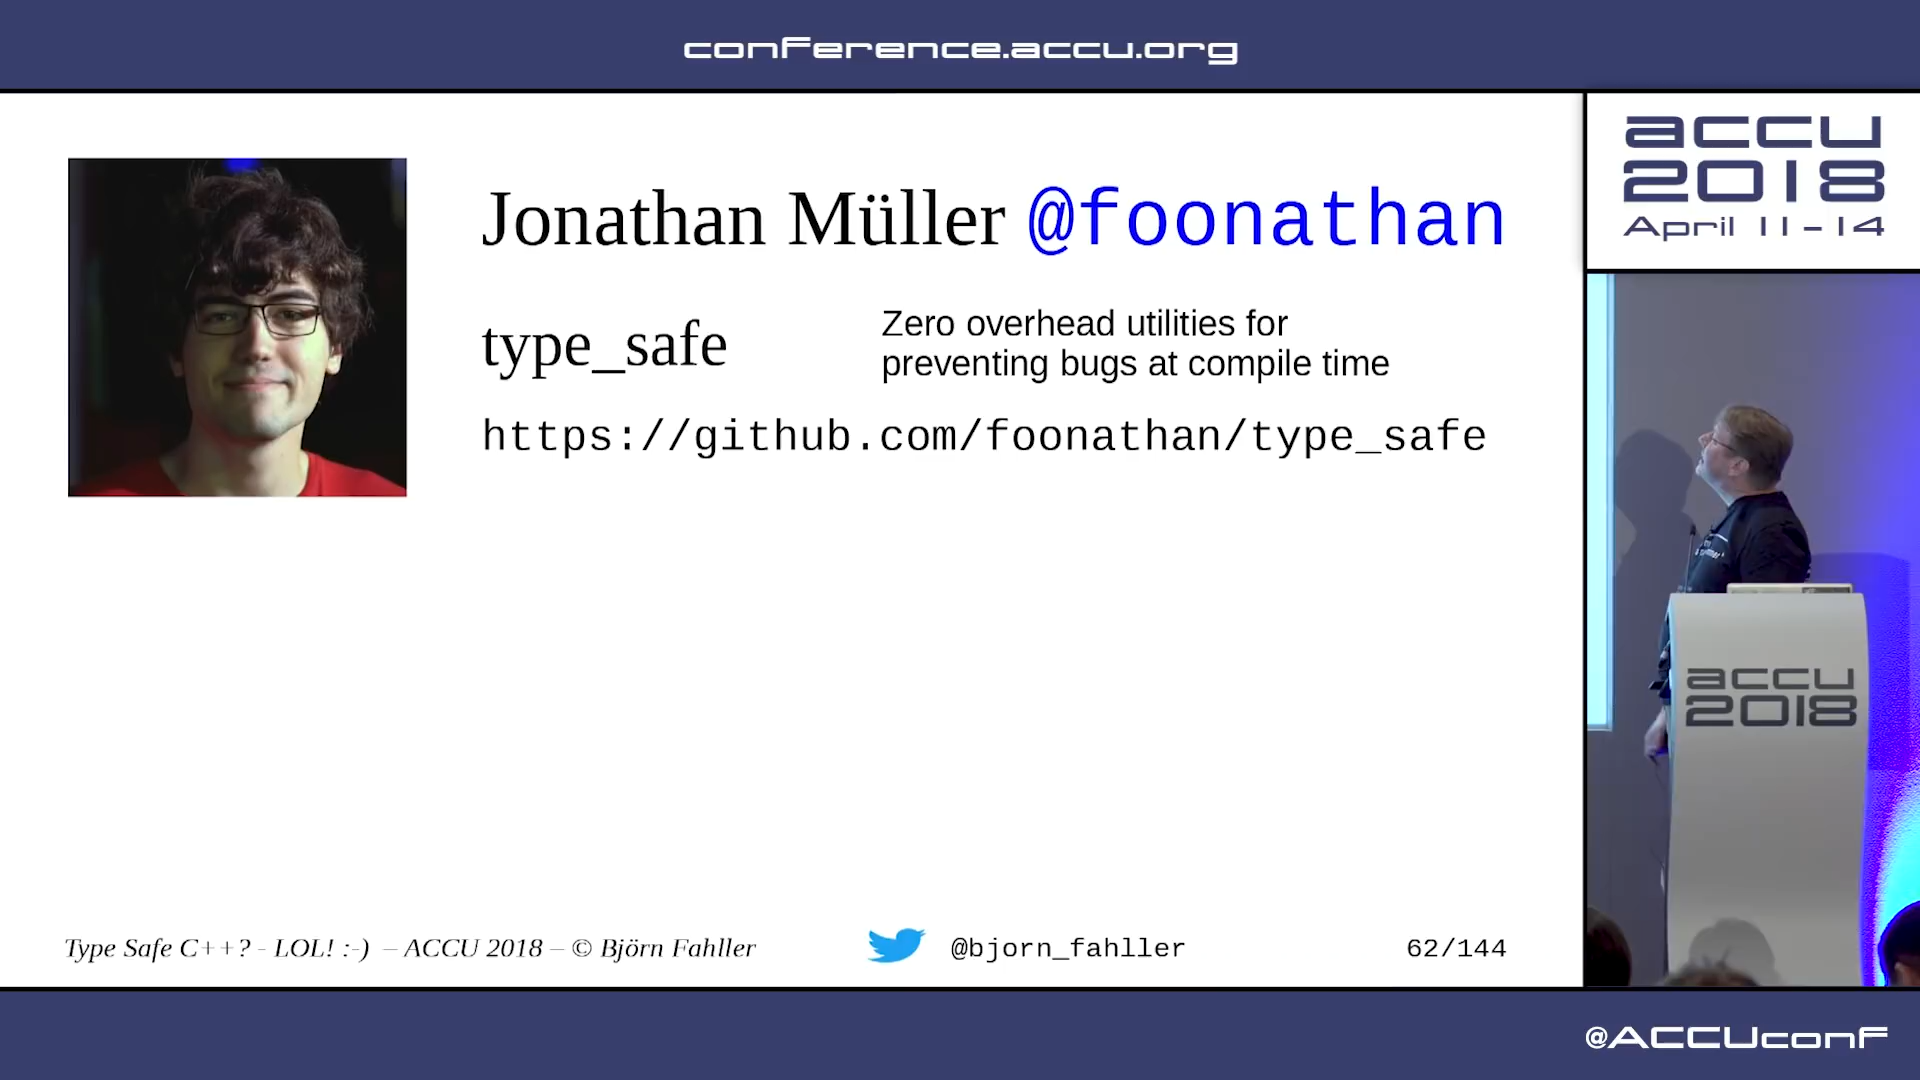 conference.accu.org
accu
2018
April 11-14
Jonathan Müller @foonathan
type_safe
Zero overhead utilities for
preventing bugs at compile time
https://github.com/foonathan/type_safe
accu
2018
Type Safe C++? - LOL! :-) – ACCU 2018 – © Björn Fahller
@bjorn_fahller
62/144
@ACCUconf